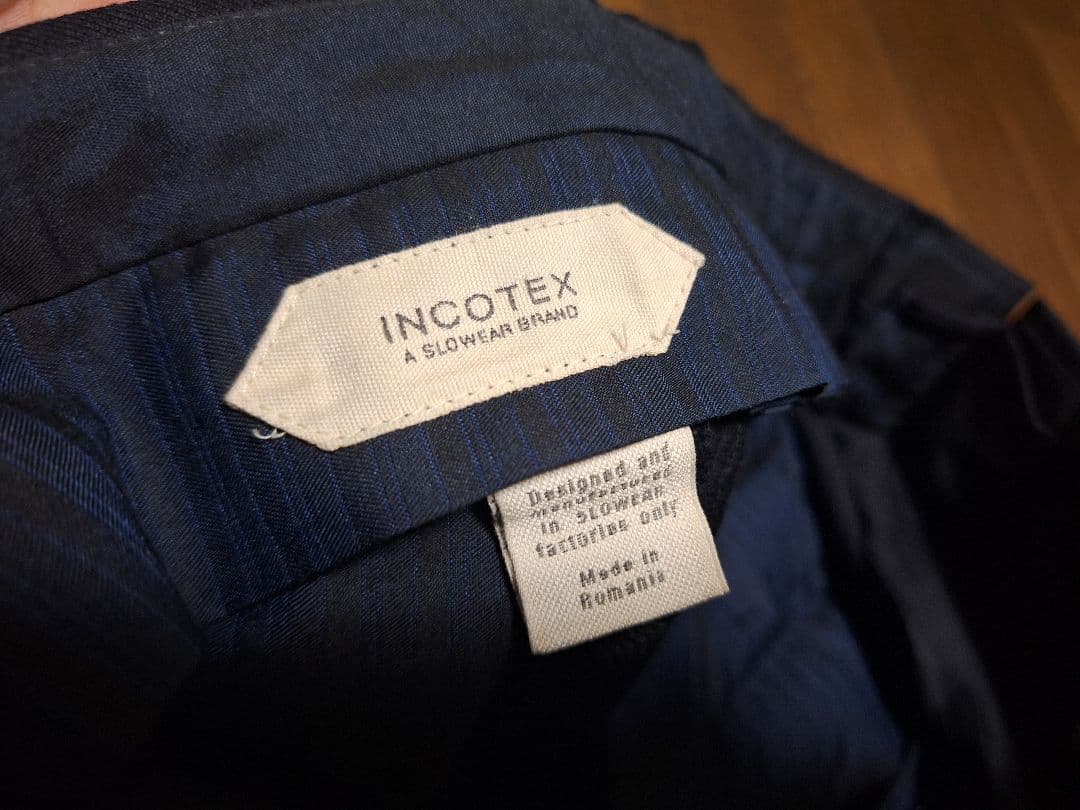 INCOTEX
A SLOWEAR BRAND
Designed and
manufactured
in SLOWEAR
factories only
Made in
Romania